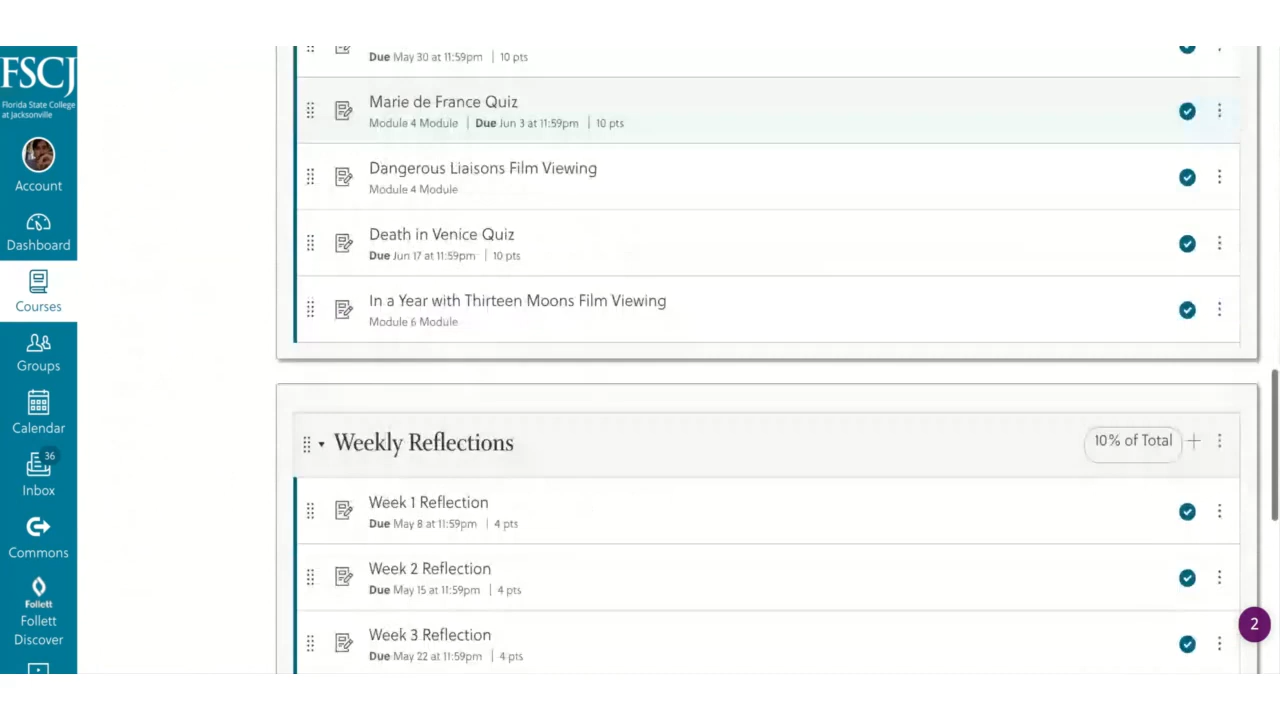 FSCJ
Florida State College
at Jacksonville
Account
Dashboard
Courses
Groups
Calendar
36
Inbox
Commons
Follett
Follett
Discover
Due May 30 at 11:59pm | 10 pts
Marie de France Quiz
Module 4 Module | Due Jun 3 at 11:59pm | 10 pts
Dangerous Liaisons Film Viewing
Module 4 Module
Death in Venice Quiz
Due Jun 17 at 11:59pm | 10 pts
In a Year with Thirteen Moons Film Viewing
Module 6 Module
Weekly Reflections
10% of Total
Week 1 Reflection
Due May 8 at 11:59pm | 4 pts
Week 2 Reflection
Due May 15 at 11:59pm | 4 pts
Week 3 Reflection
Due May 22 at 11:59pm | 4 pts
2